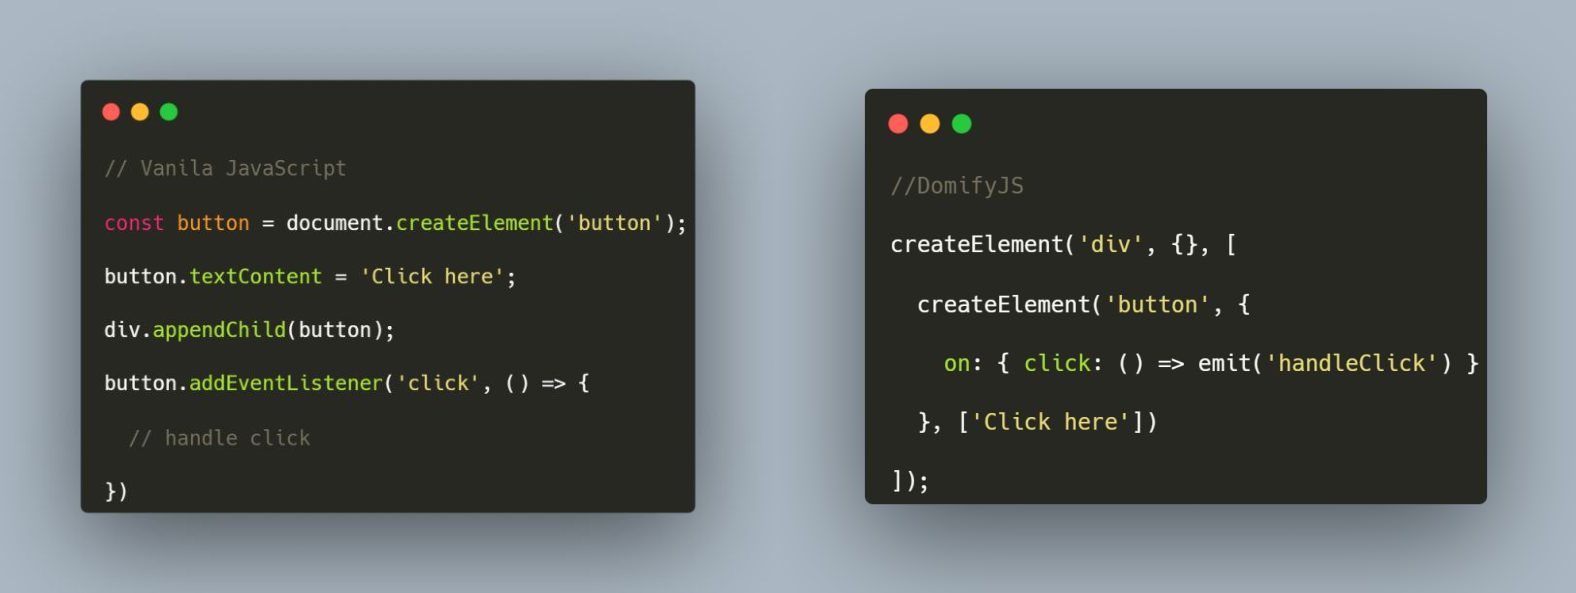 // Vanila JavaScript
const button = document.createElement('button');
button.textContent = 'Click here';
div.appendChild(button);
button.addEventListener('click', () => {
  // handle click
})
//DomifyJS
createElement('div', {}, [
  createElement('button', {
    on: { click: () => emit('handleClick') }
  }, ['Click here'])
]);